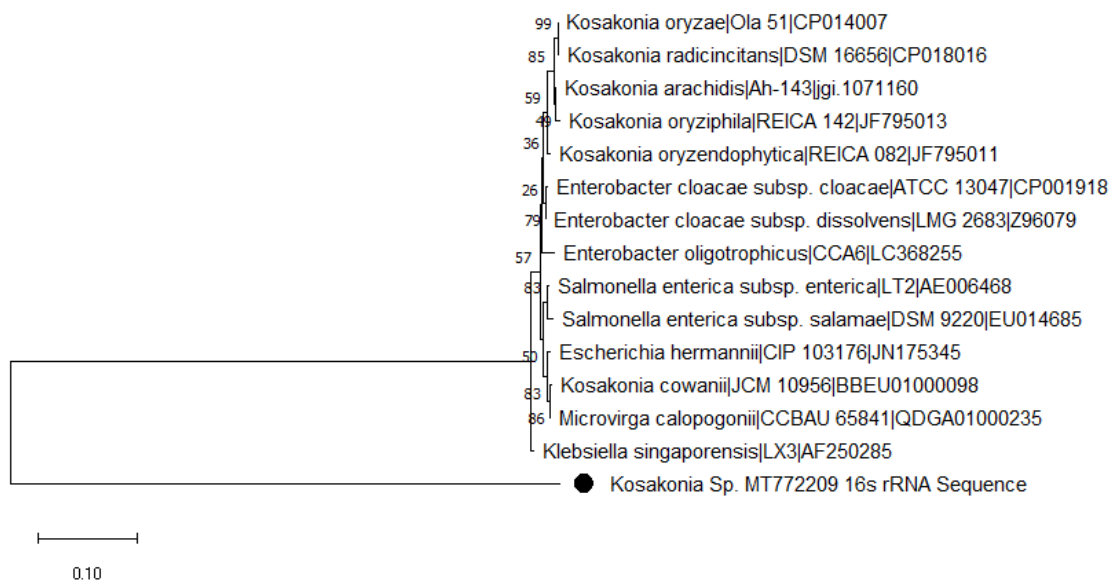 99 Kosakonia oryzae|Ola 51|CP014007
85 Kosakonia radicincitans|DSM 16656|CP018016
Kosakonia arachidis|Ah-143|jgi.1071160
59
49 Kosakonia oryziphila|REICA 142|JF795013
36
Kosakonia oryzendophytica|REICA 082|JF795011
26 Enterobacter cloacae subsp. cloacae|ATCC 13047|CP001918
79 Enterobacter cloacae subsp. dissolvens|LMG 2683|Z96079
57 Enterobacter oligotrophicus|CCA6|LC368255
83 Salmonella enterica subsp. enterica|LT2|AE006468
Salmonella enterica subsp. salamae|DSM 9220|EU014685
50 Escherichia hermannii|CIP 103176|JN175345
83 Kosakonia cowanii|JCM 10956|BBEU01000098
86 Microvirga calopogonii|CCBAU 65841|QDGA01000235
Klebsiella singaporensis|LX3|AF250285
Kosakonia Sp. MT772209 16s rRNA Sequence
0.10